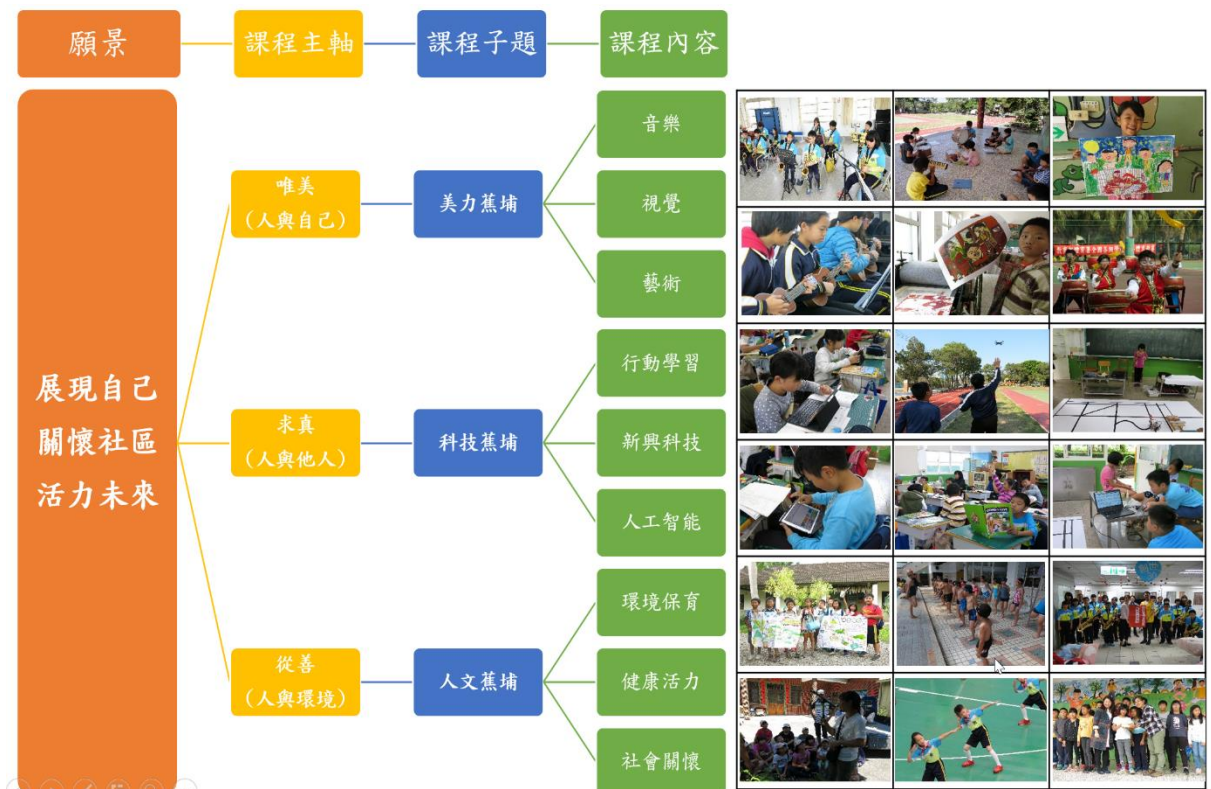 願景
課程主軸
課程子題
課程內容
展現自己
關懷社區
活力未來
唯美
(人與自己)
美力蕉埔
音樂
視覺
藝術
求真
(人與他人)
科技蕉埔
行動學習
新興科技
人工智能
從善
(人與環境)
人文蕉埔
環境保育
健康活力
社會關懷